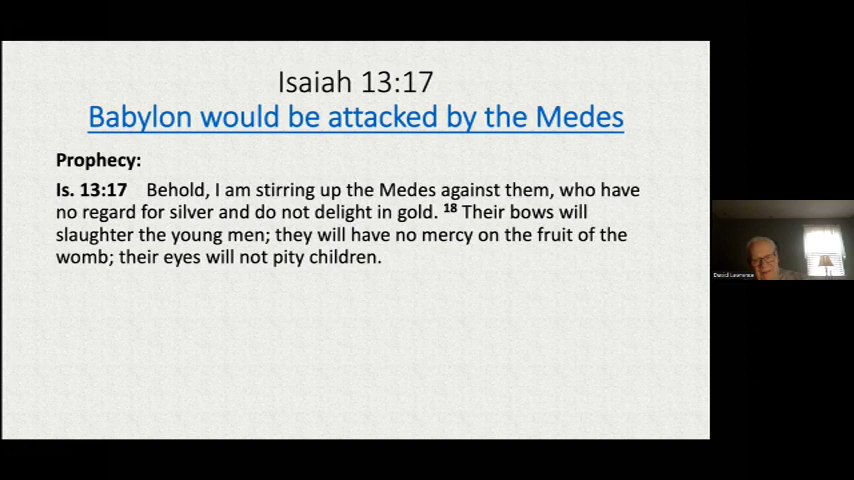 Isaiah 13:17
Babylon would be attacked by the Medes
Prophecy:
Is. 13:17 Behold, I am stirring up the Medes against them, who have
no regard for silver and do not delight in gold. 18 Their bows will
slaughter the young men; they will have no mercy on the fruit of the
womb; their eyes will not pity children.
David Lawrence